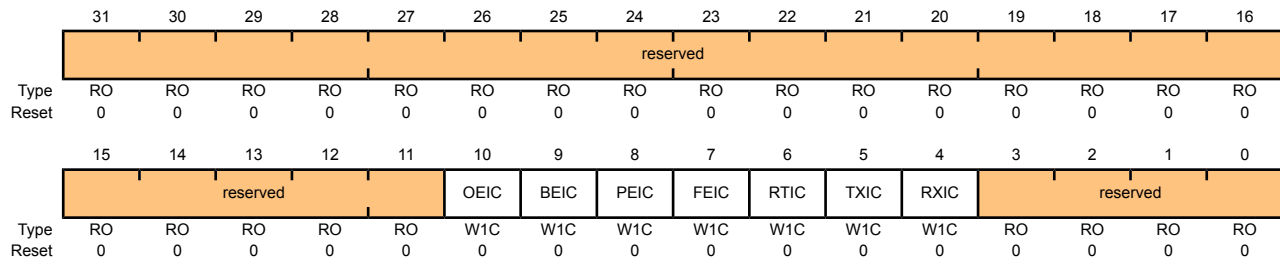 31 30 29 28 27 26 25 24 23 22 21 20 19 18 17 16
reserved
Type RO RO RO RO RO RO RO RO RO RO RO RO RO RO RO RO
Reset 0 0 0 0 0 0 0 0 0 0 0 0 0 0 0 0
15 14 13 12 11 10 9 8 7 6 5 4 3 2 1 0
reserved OEIC BEIC PEIC FEIC RTIC TXIC RXIC reserved
Type RO RO RO RO RO W1C W1C W1C W1C W1C W1C W1C RO RO RO RO
Reset 0 0 0 0 0 0 0 0 0 0 0 0 0 0 0 0